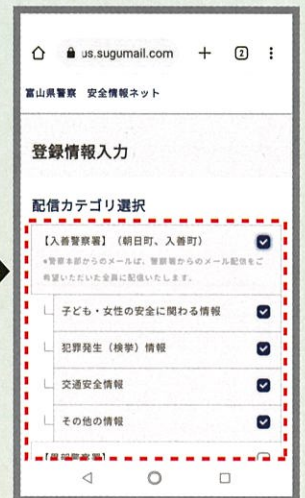 us.sugumail.com
2
富山県警察 安全情報ネット
登録情報入力
配信カテゴリ選択
【入善警察署】（朝日町、入善町）
*警察本部からのメールは、警察署からのメール配信をご
希望いただいた全員に配信いたします。
子ども・女性の安全に関わる情報
犯罪発生（検挙）情報
交通安全情報
その他の情報